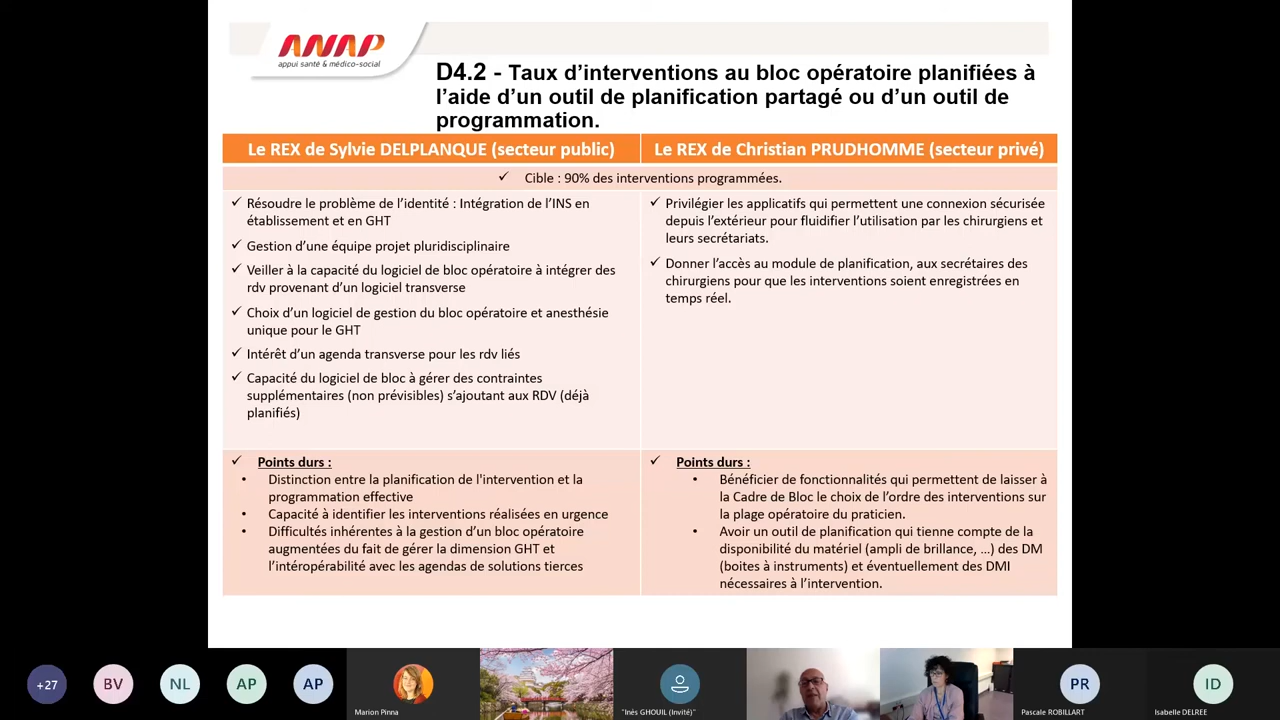 ANAP
appui santé & médico-social
D4.2 - Taux d'interventions au bloc opératoire planifiées à
l'aide d'un outil de planification partagé ou d'un outil de
programmation.
Le REX de Sylvie DELPLANQUE (secteur public)
Le REX de Christian PRUDHOMME (secteur privé)
✓ Cible : 90% des interventions programmées.
✓ Résoudre le problème de l'identité : Intégration de l'INS en
établissement et en GHT
✓ Gestion d'une équipe projet pluridisciplinaire
✓ Veiller à la capacité du logiciel de bloc opératoire à intégrer des
rdv provenant d'un logiciel transverse
✓ Choix d'un logiciel de gestion du bloc opératoire et anesthésie
unique pour le GHT
✓ Intérêt d'un agenda transverse pour les rdv liés
✓ Capacité du logiciel de bloc à gérer des contraintes
supplémentaires (non prévisibles) s'ajoutant aux RDV (déjà
planifiés)
✓ Privilégier les applicatifs qui permettent une connexion sécurisée
depuis l'extérieur pour fluidifier l'utilisation par les chirurgiens et
leurs secrétariats.
✓ Donner l'accès au module de planification, aux secrétaires des
chirurgiens pour que les interventions soient enregistrées en
temps réel.
✓ Points durs :
• Distinction entre la planification de l'intervention et la
programmation effective
• Capacité à identifier les interventions réalisées en urgence
• Difficultés inhérentes à la gestion d'un bloc opératoire
augmentées du fait de gérer la dimension GHT et
l'intéropérabilité avec les agendas de solutions tierces
✓ Points durs :
• Bénéficier de fonctionnalités qui permettent de laisser à
la Cadre de Bloc le choix de l'ordre des interventions sur
la plage opératoire du praticien.
• Avoir un outil de planification qui tienne compte de la
disponibilité du matériel (ampli de brillance, ...) des DM
(boites à instruments) et éventuellement des DMI
nécessaires à l'intervention.
+27
BV
NL
AP
AP
Marion Pinna
"Inès GHOUIL (Invité)"
PR
Pascale ROBILLART
ID
Isabelle DELREE